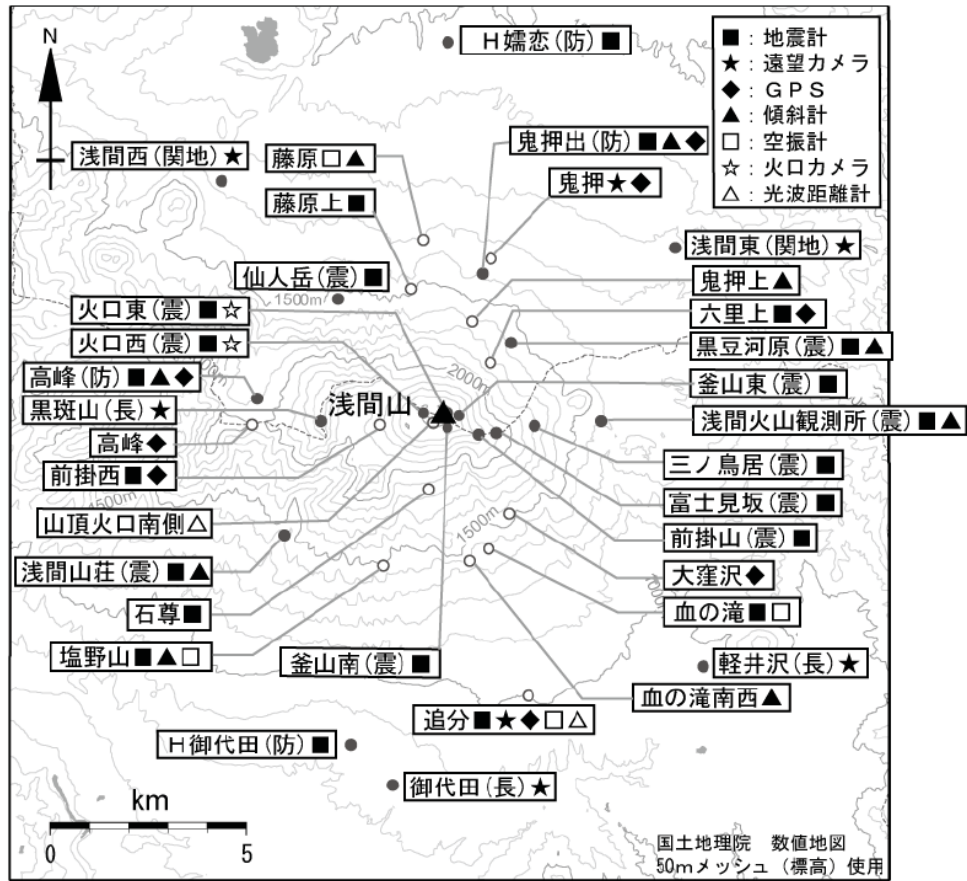 N
H嬬恋(防)■
■:地震計
★:遠望カメラ
◆:GPS
▲:傾斜計
□:空振計
☆:火口カメラ
△:光波距離計
浅間西(関地)★
藤原□▲
鬼押出(防)■▲◆
鬼押★◆
藤原上■
浅間東(関地)★
仙人岳(震)■
1500m
鬼押上▲
火口東(震)■☆
六里上■◆
火口西(震)■☆
黒豆河原(震)■▲
2000m
高峰(防)■▲◆
釜山東(震)■
黒斑山(長)★
浅間山
浅間火山観測所(震)■▲
高峰◆
三ノ鳥居(震)■
前掛西■◆
1500m
富士見坂(震)■
山頂火口南側△
1500m
前掛山(震)■
浅間山荘(震)■▲
大窪沢◆
石尊■
血の滝■□
塩野山■▲□
釜山南(震)■
軽井沢(長)★
血の滝南西▲
追分■★◆□△
H御代田(防)■
御代田(長)★
km
0 5
国土地理院 数値地図
50mメッシュ(標高)使用